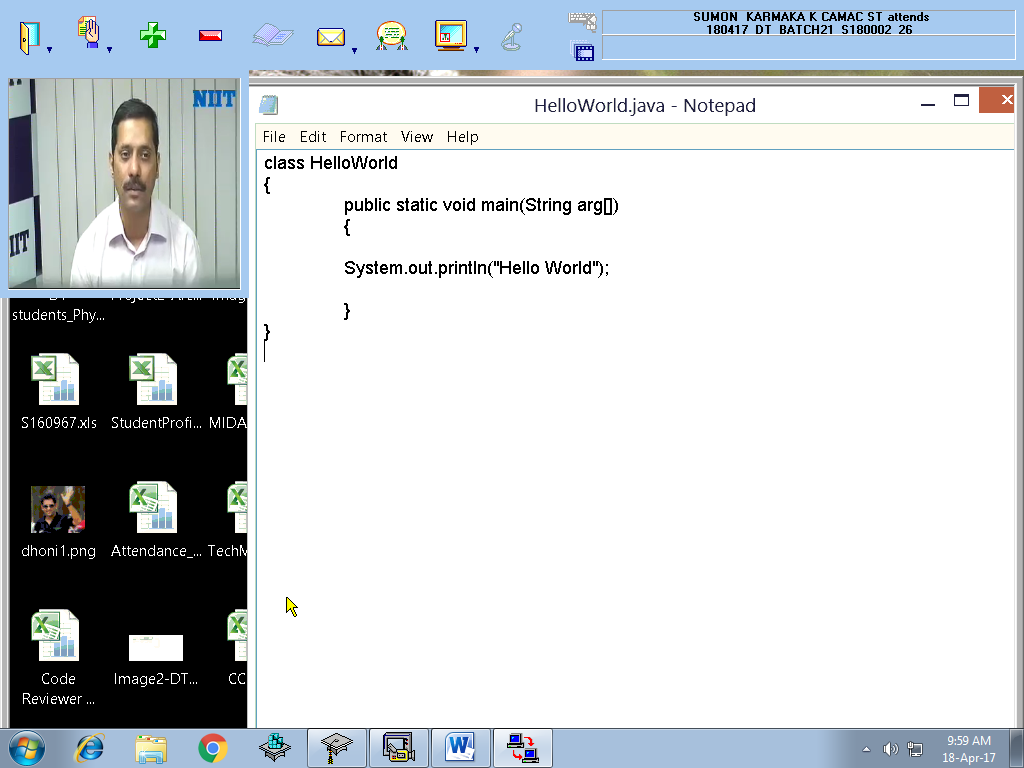 SUMON KARMAKA K CAMAC ST attends
180417 DT BATCH21 S180002 26
NIIT
IIT
HelloWorld.java - Notepad
File Edit Format View Help
class HelloWorld
{
public static void main(String arg[])
{
System.out.println("Hello World");
}
}
students_Phy...
S160967.xls StudentProfi... MIDA
dhoni1.png Attendance_... TechM
Code
Reviewer ... Image2-DT... CC
9:59 AM
18-Apr-17